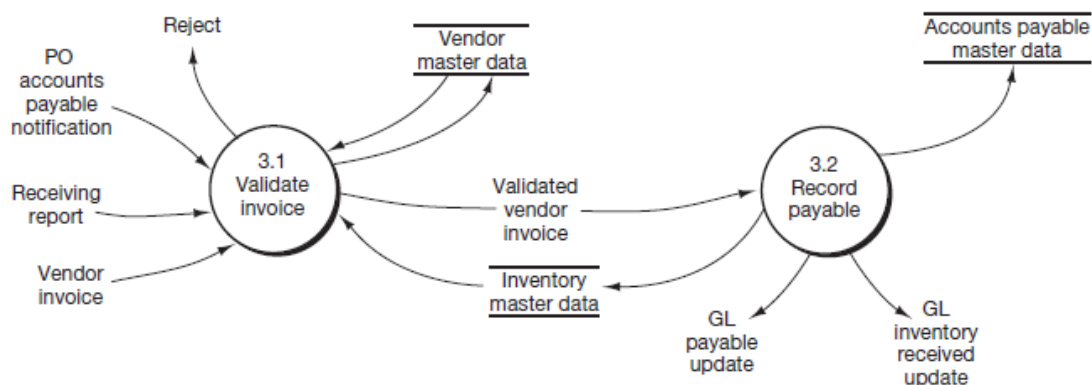 Reject
PO
accounts
payable
notification
Receiving
report
Vendor
invoice
Vendor
master data
3.1
Validate
invoice
Validated
vendor
invoice
Inventory
master data
3.2
Record
payable
Accounts payable
master data
GL
payable
update
GL
inventory
received
update